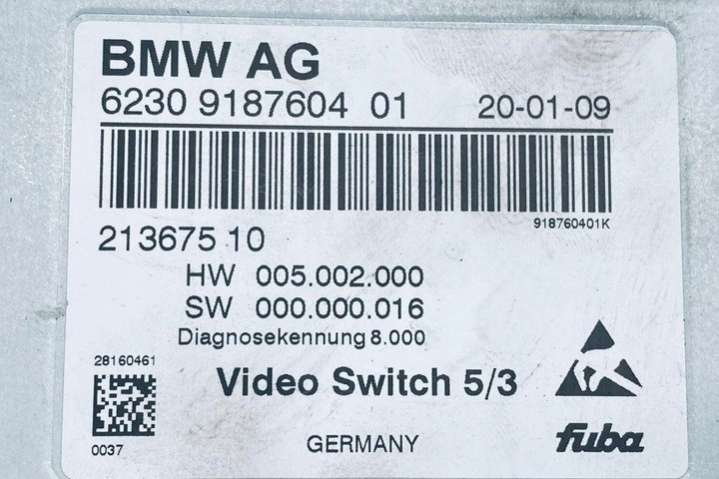 BMW AG
6230 9187604 01 20-01-09
918760401K
213675 10
HW 005.002.000
SW 000.000.016
Diagnosekennung 8.000
28160461
Video Switch 5/3
0037
GERMANY
fuba